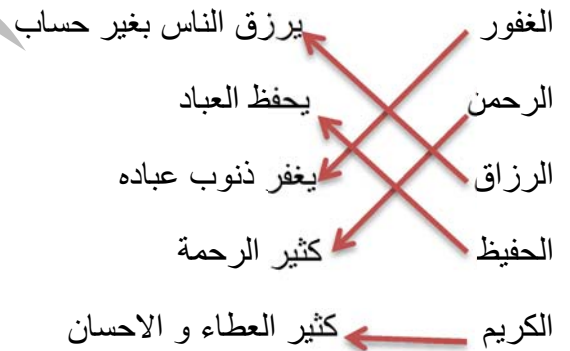 الغفور يرزق الناس بغير حساب
الرحمن يحفظ العباد
الرزاق يغفر ذنوب عباده
الحفيظ كثير الرحمة
الكريم كثير العطاء و الاحسان